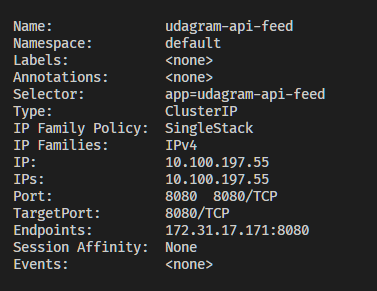 Name: udagram-api-feed
Namespace: default
Labels: <none>
Annotations: <none>
Selector: app=udagram-api-feed
Type: ClusterIP
IP Family Policy: SingleStack
IP Families: IPv4
IP: 10.100.197.55
IPs: 10.100.197.55
Port: 8080 8080/TCP
TargetPort: 8080/TCP
Endpoints: 172.31.17.171:8080
Session Affinity: None
Events: <none>